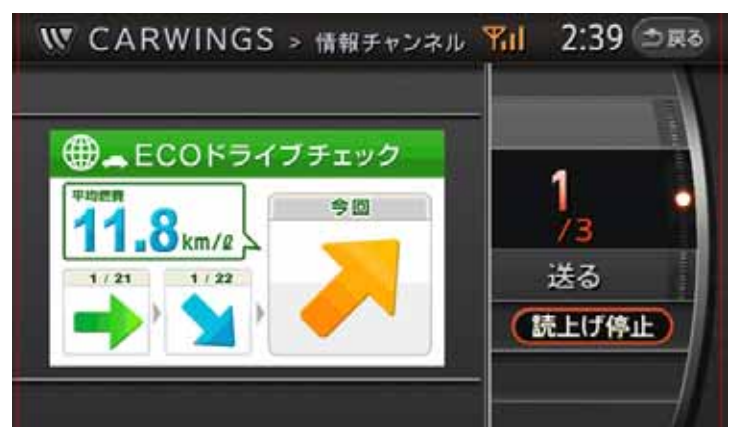 CARWINGS > 情報チャンネル 2:39 戻る
ECOドライブチェック
平均燃費
11.8km/ℓ
今回
1 / 21
1 / 22
1
/3
送る
読上げ停止